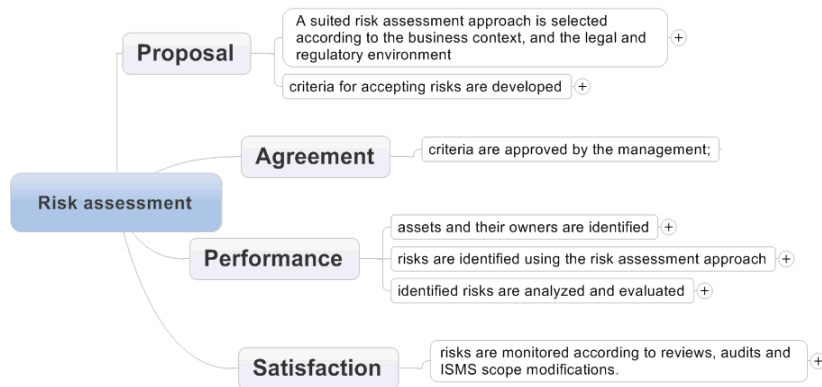 Proposal
A suited risk assessment approach is selected
according to the business context, and the legal and
regulatory environment
criteria for accepting risks are developed
Agreement
criteria are approved by the management;
Risk assessment
Performance
assets and their owners are identified
risks are identified using the risk assessment approach
identified risks are analyzed and evaluated
Satisfaction
risks are monitored according to reviews, audits and
ISMS scope modifications.